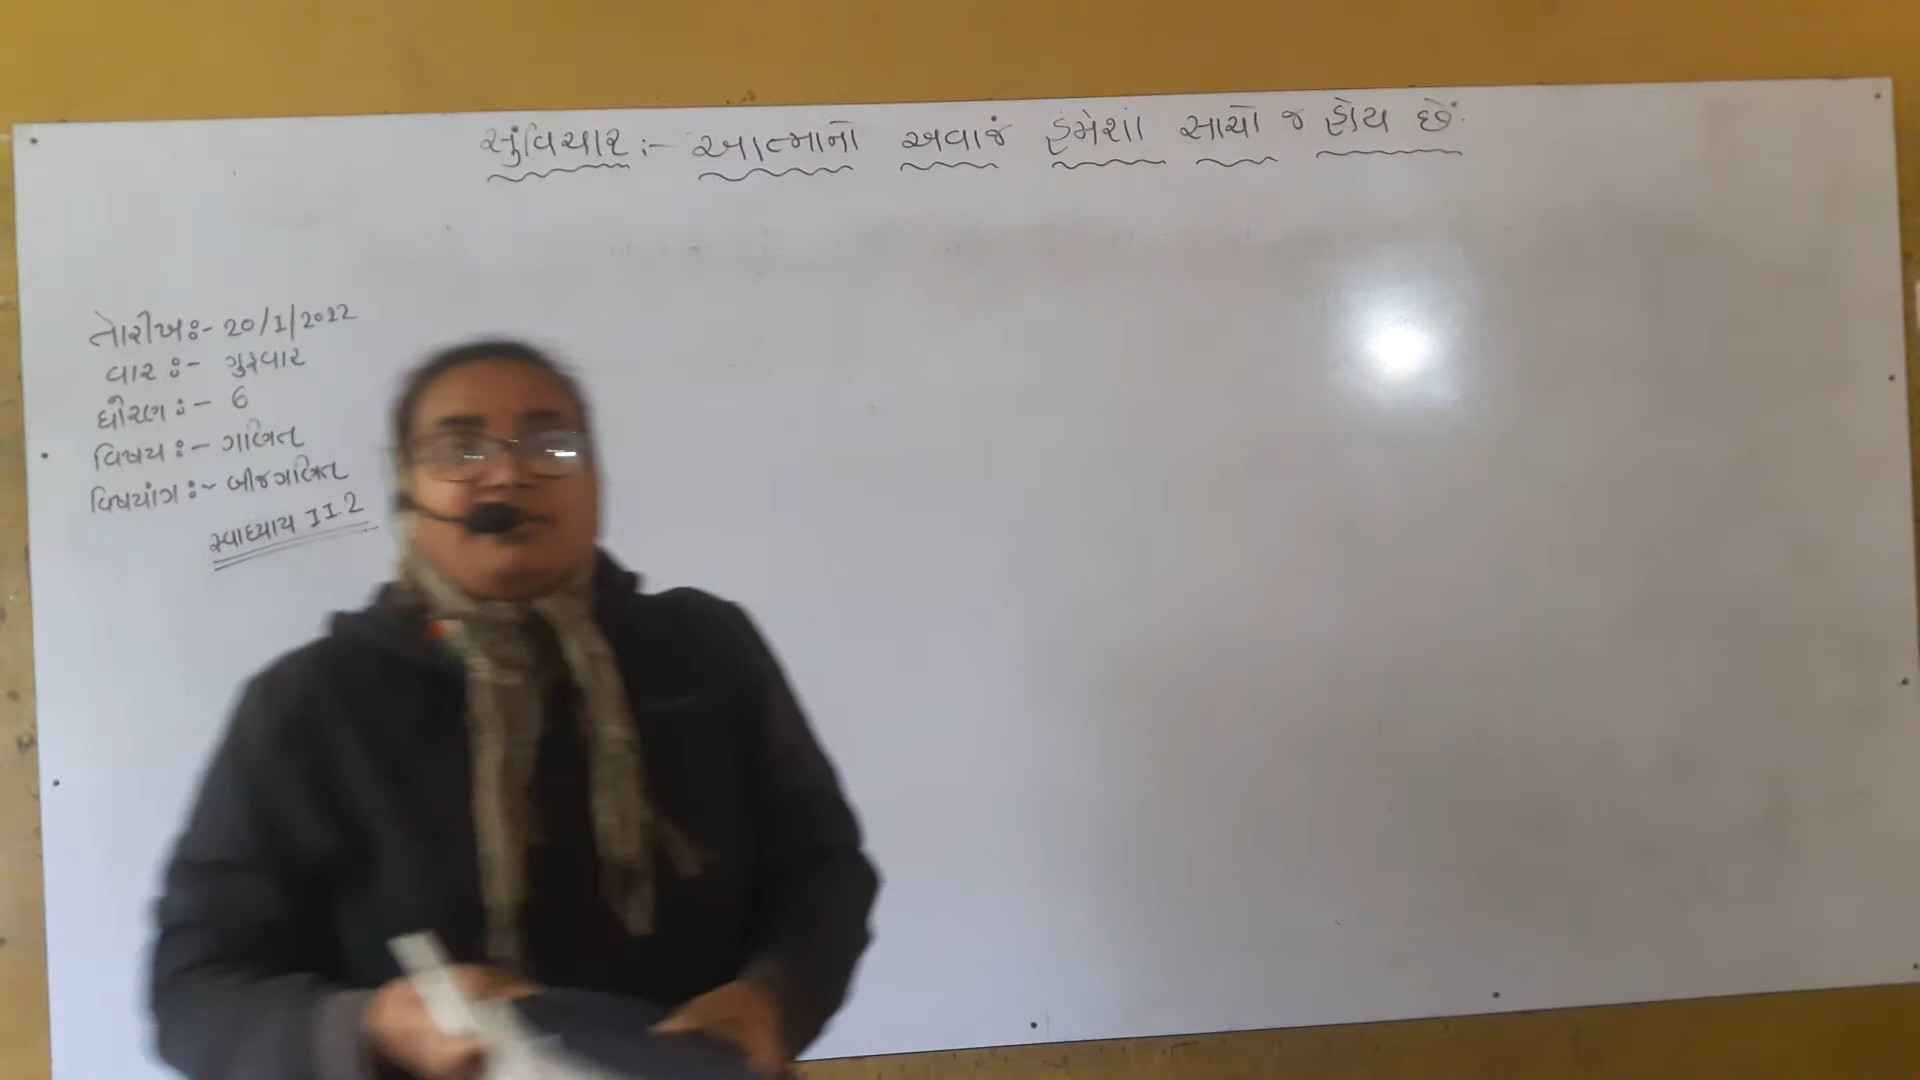 સુંવિચાર :- આત્માનો અવાજ હંમેશાં સાચો જ હોય છે.
તારીખઃ- 20/1/2022
વાર ઃ- ગુરૂવાર
ધોરણ ઃ- 6
વિષય ઃ- ગણિત
વિષયાંગ ઃ- બીજગણિત
સ્વાધ્યાય 11.2